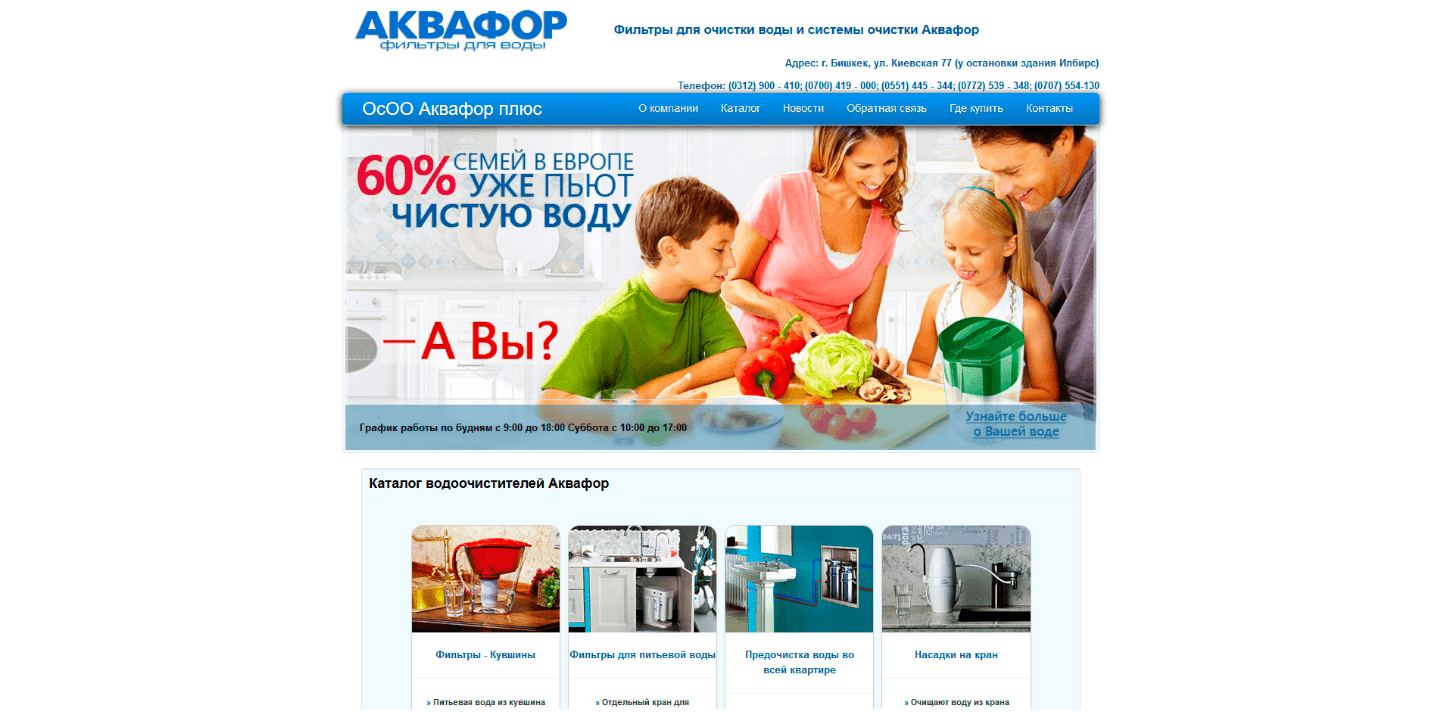 АКВАФОР
фильтры для воды
Фильтры для очистки воды и системы очистки Аквафор
Адрес: г. Бишкек, ул. Киевская 77 (у остановки здания Илбирс)
Телефон: (0312) 900 - 410; (0700) 419 - 000; (0551) 445 - 344; (0772) 539 - 348; (0707) 554-130
ОсОО Аквафор плюс
О компании Каталог Новости Обратная связь Где купить Контакты
60% СЕМЕЙ В ЕВРОПЕ
УЖЕ ПЬЮТ
ЧИСТУЮ ВОДУ
— А Вы?
График работы по будням с 9:00 до 18:00 Суббота с 10:00 до 17:00
Узнайте больше
о Вашей воде
Каталог водоочистителей Аквафор
24/7]
Фильтры - Кувшины
» Питьевая вода из кувшина
Фильтры для питьевой воды
» Отдельный кран для
Предочистка воды во
всей квартире
Насадки на кран
» Очищают воду из крана